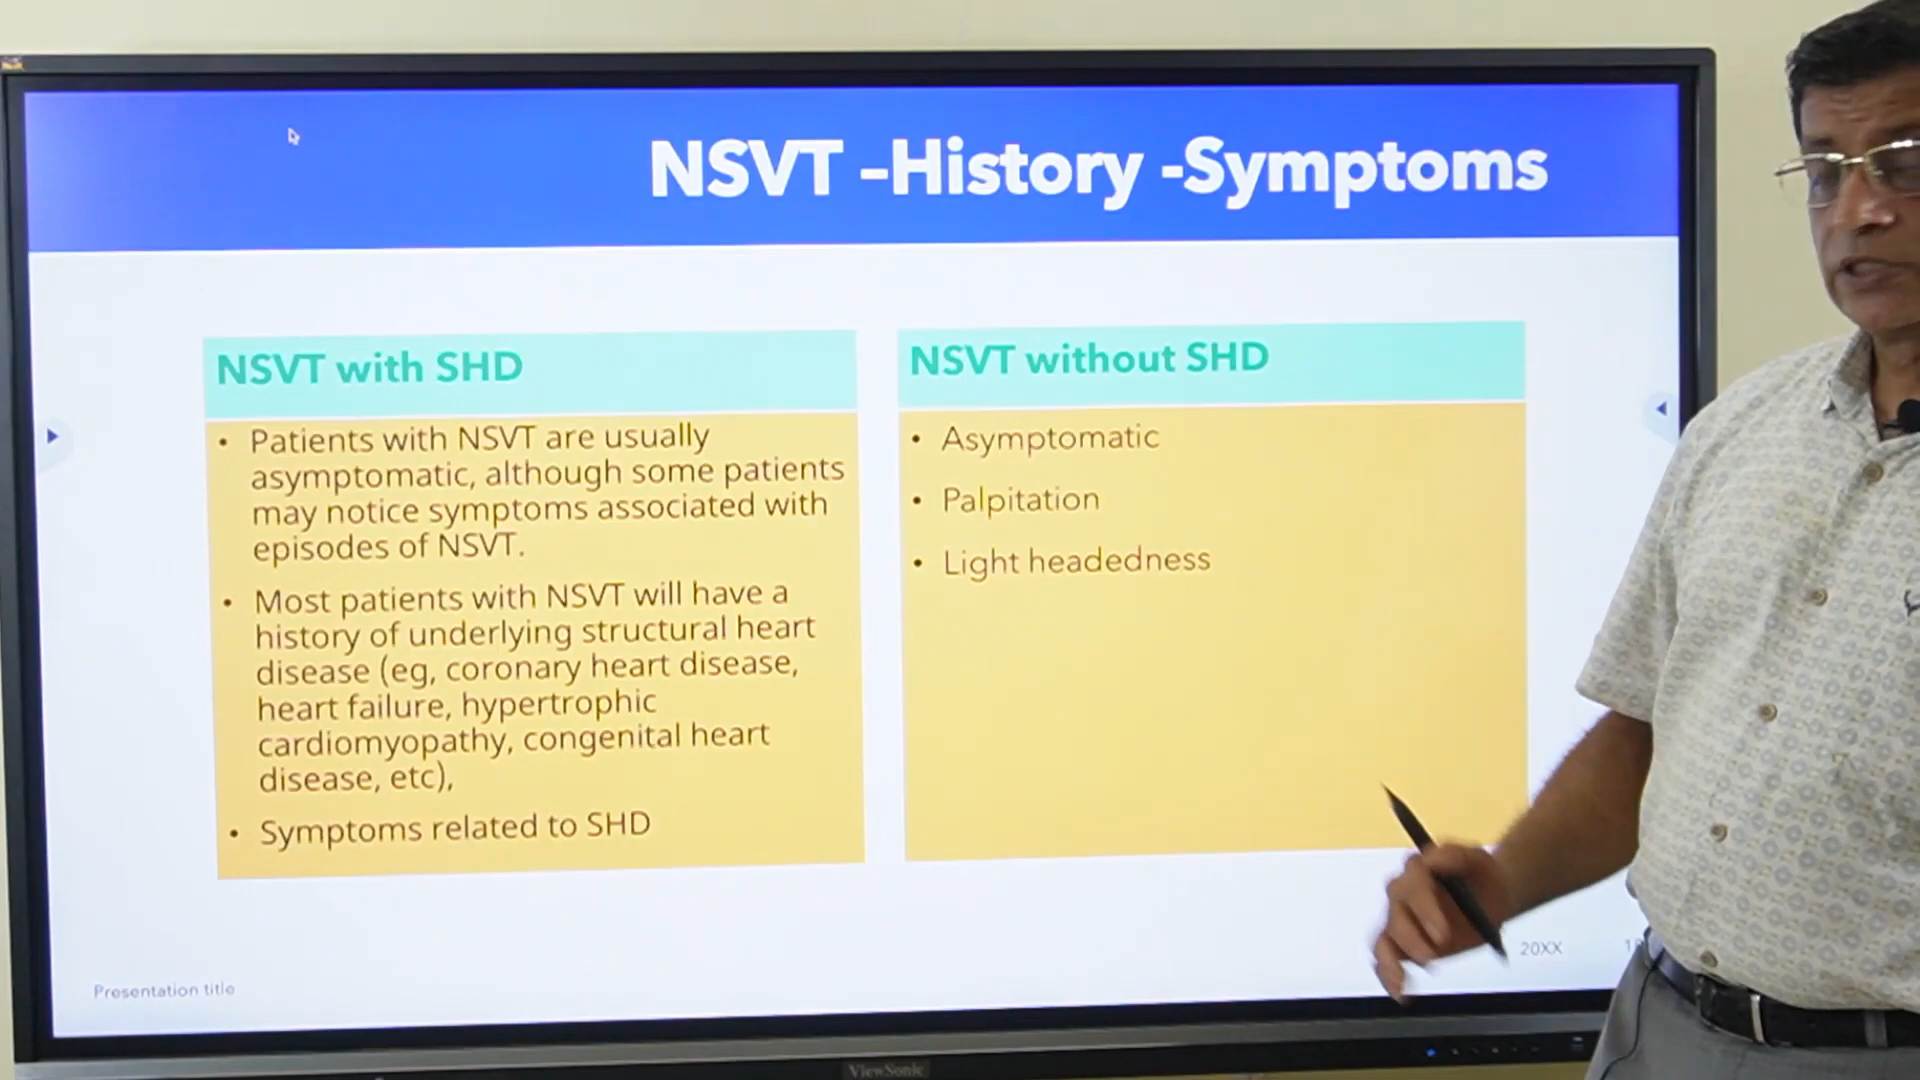 NSVT –History -Symptoms
NSVT with SHD
• Patients with NSVT are usually
asymptomatic, although some patients
may notice symptoms associated with
episodes of NSVT.
• Most patients with NSVT will have a
history of underlying structural heart
disease (eg, coronary heart disease,
heart failure, hypertrophic
cardiomyopathy, congenital heart
disease, etc),
• Symptoms related to SHD
NSVT without SHD
• Asymptomatic
• Palpitation
• Light headedness
Presentation title
20XX
ViewSonic